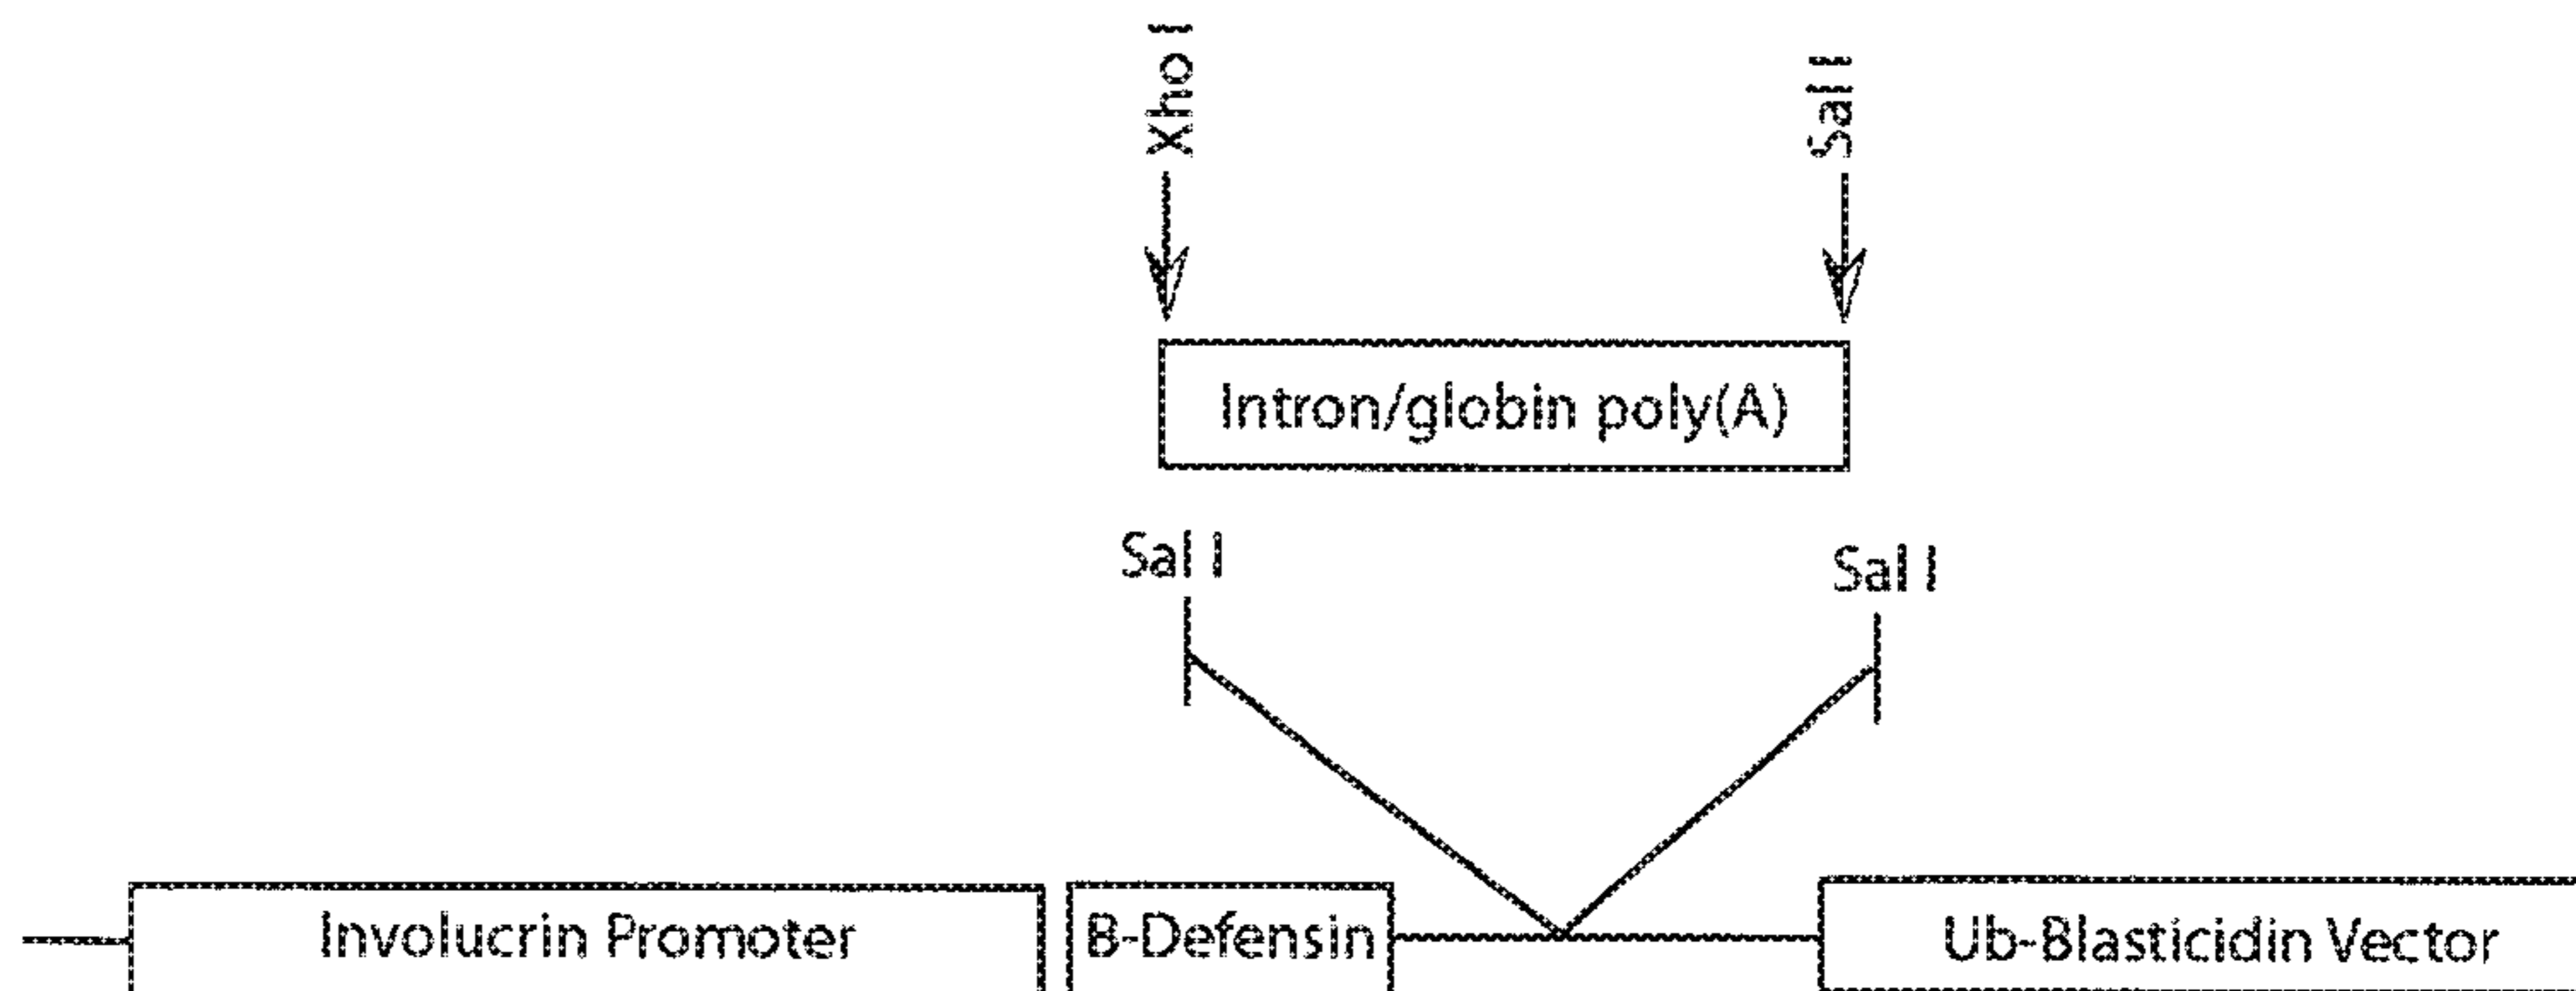 Xho I
Sal I
Intron/globin poly(A)
Sal I
Sal I
Involucrin Promoter
B-Defensin
Ub-Blasticidin Vector